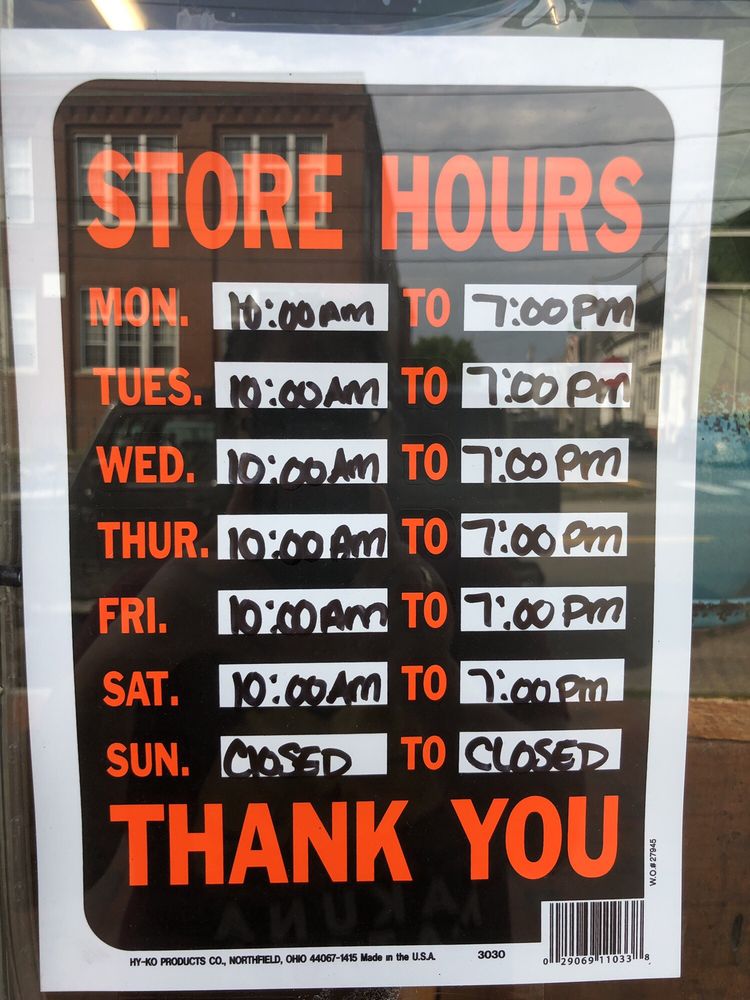 STORE HOURS
MON. 10:00 AM TO 7:00 PM
TUES. 10:00 AM TO 7:00 PM
WED. 10:00 AM TO 7:00 PM
THUR. 10:00 AM TO 7:00 PM
FRI. 10:00 AM TO 7:00 PM
SAT. 10:00 AM TO 7:00 PM
SUN. CLOSED TO CLOSED
THANK YOU
W.O.#27945
HY-KO PRODUCTS CO., NORTHFIELD, OHIO 44067-1415 Made in the U.S.A. 3030
0 29069 11033 8